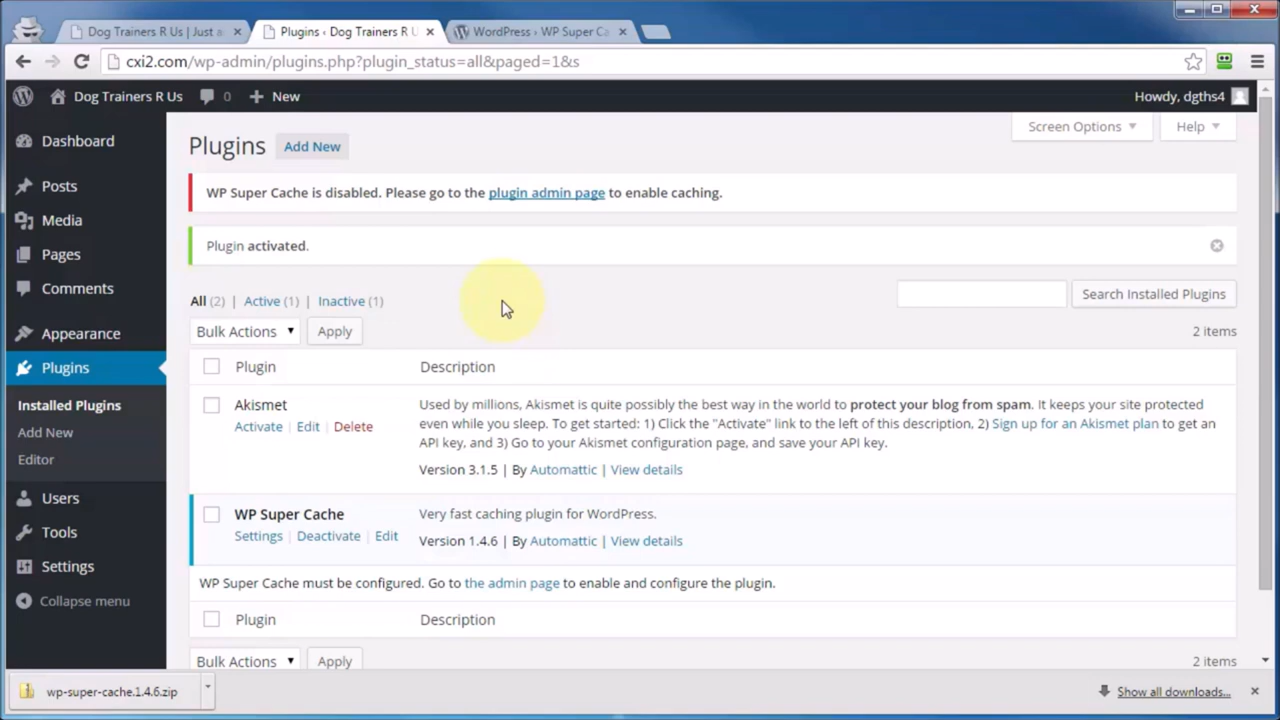 Dog Trainers R Us | Just a
Plugins ‹ Dog Trainers R U
WordPress › WP Super Ca
cxi2.com/wp-admin/plugins.php?plugin_status=all&paged=1&s
Dog Trainers R Us 0 New Howdy, dgths4
Screen Options Help
Dashboard
Posts
Media
Pages
Comments
Appearance
Plugins
Installed Plugins
Add New
Editor
Users
Tools
Settings
Collapse menu
Plugins Add New
WP Super Cache is disabled. Please go to the plugin admin page to enable caching.
Plugin activated.
All (2) | Active (1) | Inactive (1)
Search Installed Plugins
Bulk Actions Apply 2 items
Plugin Description
Akismet
Activate | Edit | Delete
Used by millions, Akismet is quite possibly the best way in the world to protect your blog from spam. It keeps your site protected
even while you sleep. To get started: 1) Click the "Activate" link to the left of this description, 2) Sign up for an Akismet plan to get an
API key, and 3) Go to your Akismet configuration page, and save your API key.
Version 3.1.5 | By Automattic | View details
WP Super Cache
Settings | Deactivate | Edit
Very fast caching plugin for WordPress.
Version 1.4.6 | By Automattic | View details
WP Super Cache must be configured. Go to the admin page to enable and configure the plugin.
Plugin Description
Bulk Actions Apply 2 items
wp-super-cache.1.4.6.zip
Show all downloads...